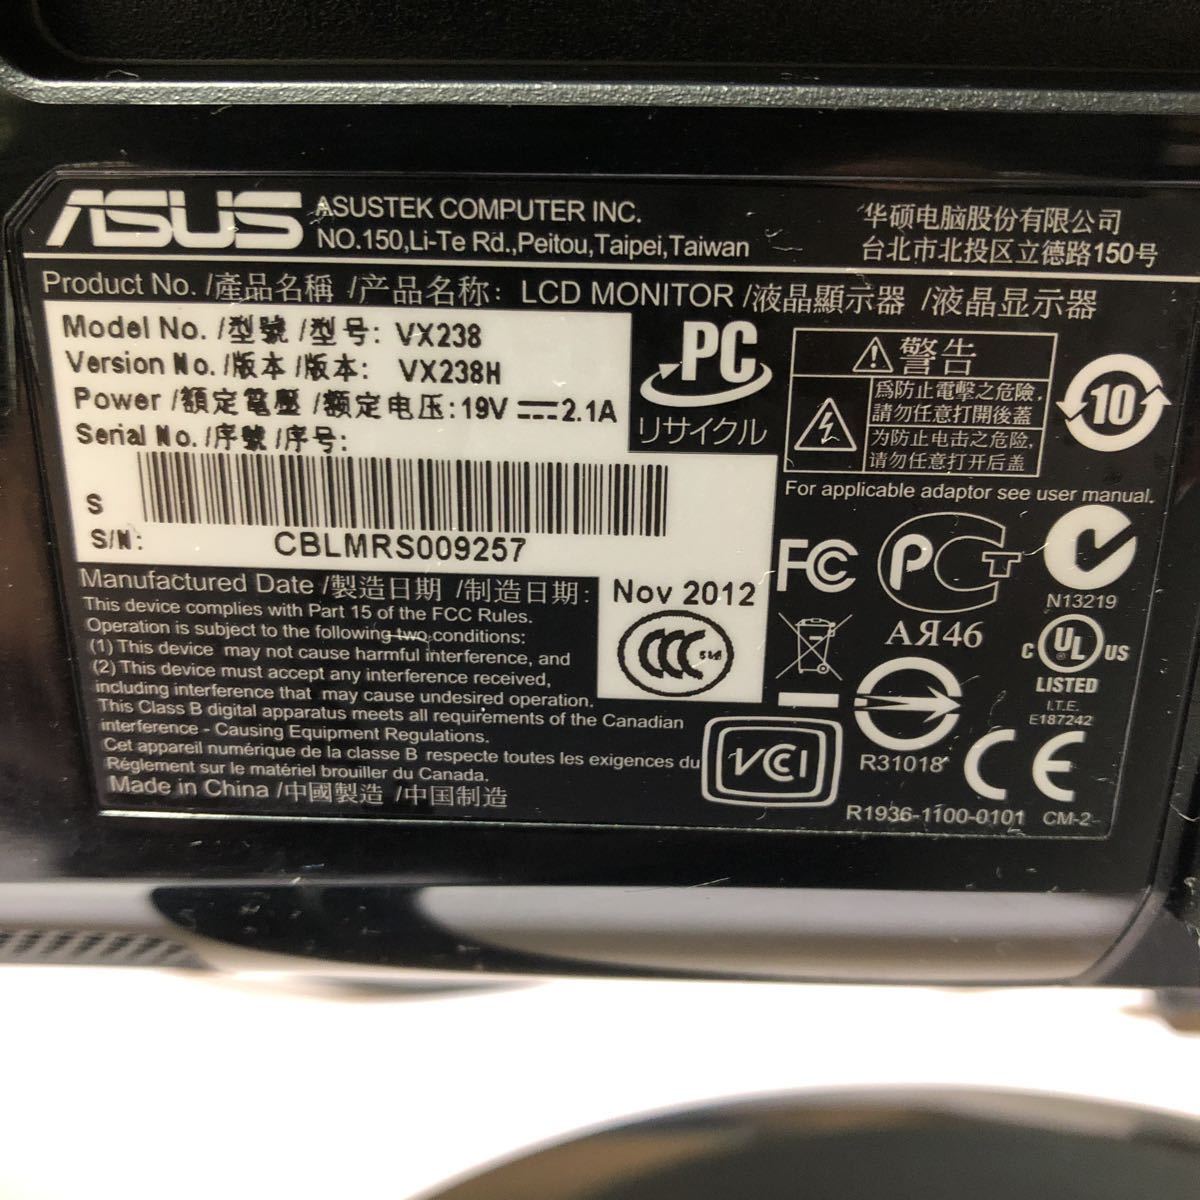 ASUS
ASUSTEK COMPUTER INC.
NO.150,Li-Te Rd.,Peitou,Taipei,Taiwan
华硕电脑股份有限公司
台北市北投区立德路150号
Product No. /產品名稱 /产品名称: LCD MONITOR /液晶顯示器 /液晶显示器
Model No. /型號 /型号: VX238
Version No. /版本 /版本: VX238H
Power /額定電壓 /额定电压: 19V ⎓ 2.1A
Serial No. /序號 /序号:
S
S/N: CBLMRS009257
PC
リサイクル
警告
為防止電擊之危險,
請勿任意打開後蓋
为防止电击之危险,
请勿任意打开后盖
10
For applicable adaptor see user manual.
Manufactured Date /製造日期 /制造日期: Nov 2012
This device complies with Part 15 of the FCC Rules.
Operation is subject to the following two conditions:
(1) This device may not cause harmful interference, and
(2) This device must accept any interference received,
including interference that may cause undesired operation.
This Class B digital apparatus meets all requirements of the Canadian
interference - Causing Equipment Regulations.
Cet appareil numérique de la classe B respecte toutes les exigences du
Réglement sur le matériel brouiller du Canada.
Made in China /中國製造 /中国制造
CCC
FC
PCT
АЯ46
N13219
C UL US
LISTED
I.T.E.
E187242
R31018
VCCI
CE
R1936-1100-0101 CM-2